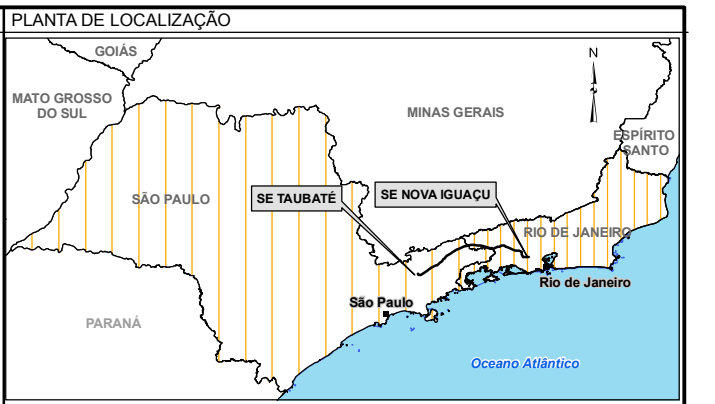 PLANTA DE LOCALIZAÇÃO
GOIÁS
N
MATO GROSSO
DO SUL
MINAS GERAIS
ESPÍRITO
SANTO
SÃO PAULO
SE TAUBATÉ
SE NOVA IGUAÇU
RIO DE JANEIRO
Rio de Janeiro
São Paulo
PARANÁ
Oceano Atlântico